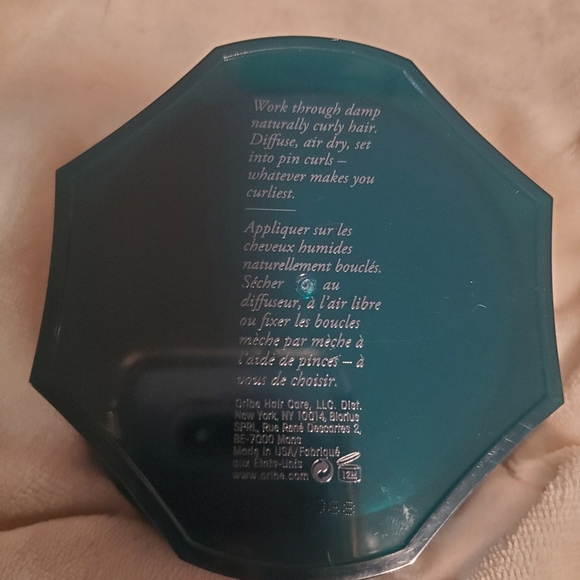 Work through damp
naturally curly hair.
Diffuse, air dry, set
into pin curls –
whatever makes you
curliest.
Appliquer sur les
cheveux humides
naturellement bouclés.
Sécher au
diffuseur, à l'air libre
ou fixer les boucles
mèche par mèche à
l'aide de pinces – à
vous de choisir.
Oribe Hair Care, LLC. Dist.
New York, NY 10014, Biorius
SPRL, Rue René Descartes 2,
BE-7000 Mons
Made in USA/Fabriqué
aux États-Unis
www.oribe.com 12M